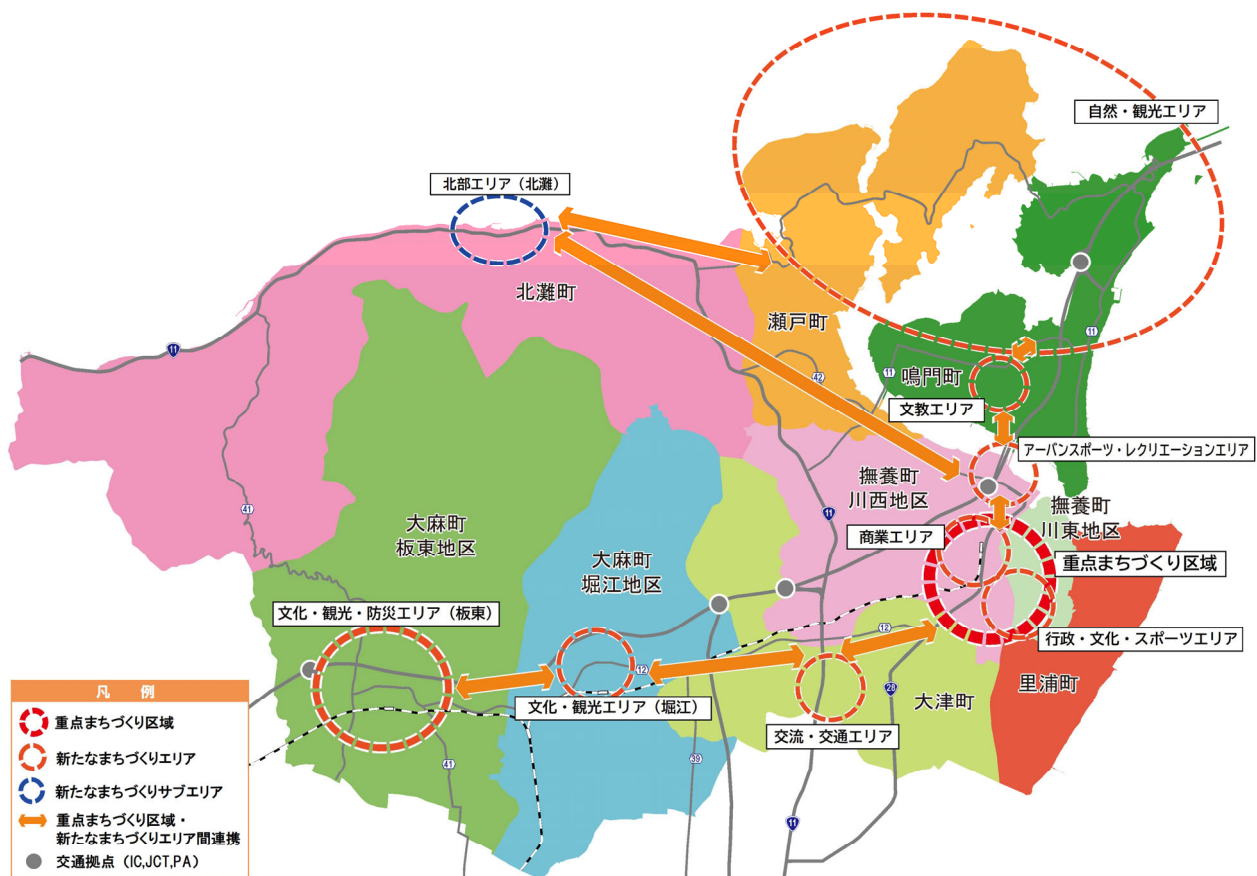 自然・観光エリア
北部エリア（北灘）
北灘町
瀬戸町
11
11
42
11
鳴門町
文教エリア
アーバンスポーツ・レクリエーションエリア
撫養町
川西地区
撫養町
川東地区
11
41
大麻町
板東地区
大麻町
堀江地区
商業エリア
重点まちづくり区域
文化・観光・防災エリア（板東）
12
行政・文化・スポーツエリア
12
里浦町
28
大津町
文化・観光エリア（堀江）
交流・交通エリア
41
39
11
凡 例
重点まちづくり区域
新たなまちづくりエリア
新たなまちづくりサブエリア
重点まちづくり区域・
新たなまちづくりエリア間連携
交通拠点（IC,JCT,PA）